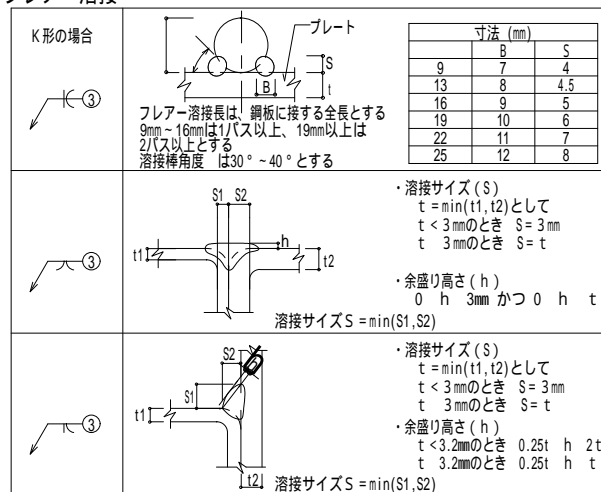 フレアー溶接
K形の場合
③
プレート
S
t
B
フレアー溶接長は、鋼板に接する全長とする
9mm～16mmは1パス以上、19mm以上は
2パス以上とする
溶接棒角度　は30°～40°とする
寸法 (mm)
B S
9 7 4
13 8 4.5
16 9 5
19 10 6
22 11 7
25 12 8
③
S1 S2
h
t1
t2
溶接サイズS =min(S1,S2)
・溶接サイズ(S)
t =min(t1,t2)として
t < 3mmのとき S= 3mm
t 3mmのとき S= t
・余盛り高さ(h)
0 h 3mm かつ 0 h t
③
S2
S1
t1
t2
溶接サイズS =min(S1,S2)
・溶接サイズ(S)
t =min(t1,t2)として
t < 3mmのとき S= 3mm
t 3mmのとき S= t
・余盛り高さ(h)
t <3.2mmのとき 0.25t h 2t
t 3.2mmのとき 0.25t h t